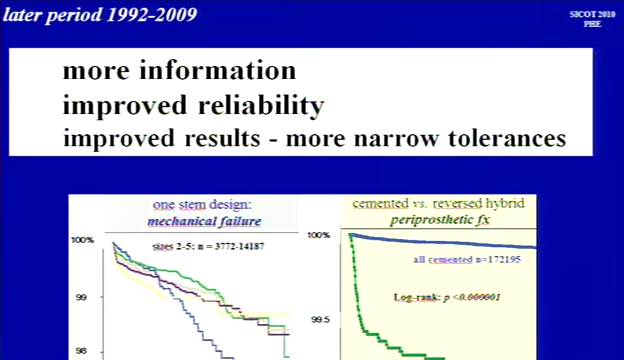 later period 1992-2009
SICOT 2010
PHE
more information
improved reliability
improved results - more narrow tolerances
one stem design:
mechanical failure
sizes 2-5: n = 3772-14187
100%
99
98
cemented vs. reversed hybrid
periprosthetic fx
100%
all cemented n=172195
Log-rank: p <0.000001
99.5